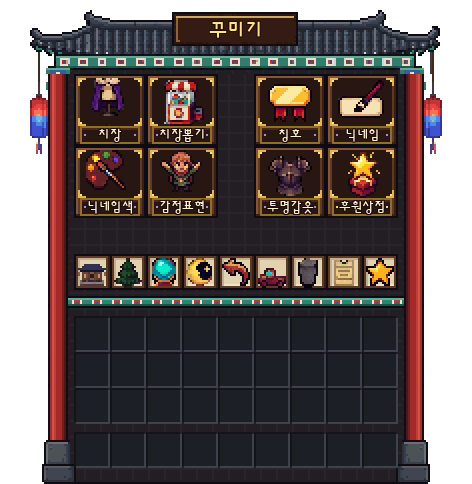 꾸미기
치장
치장뽑기
칭호
닉네임
닉네임색
감정표현
투명갑옷
후원상점